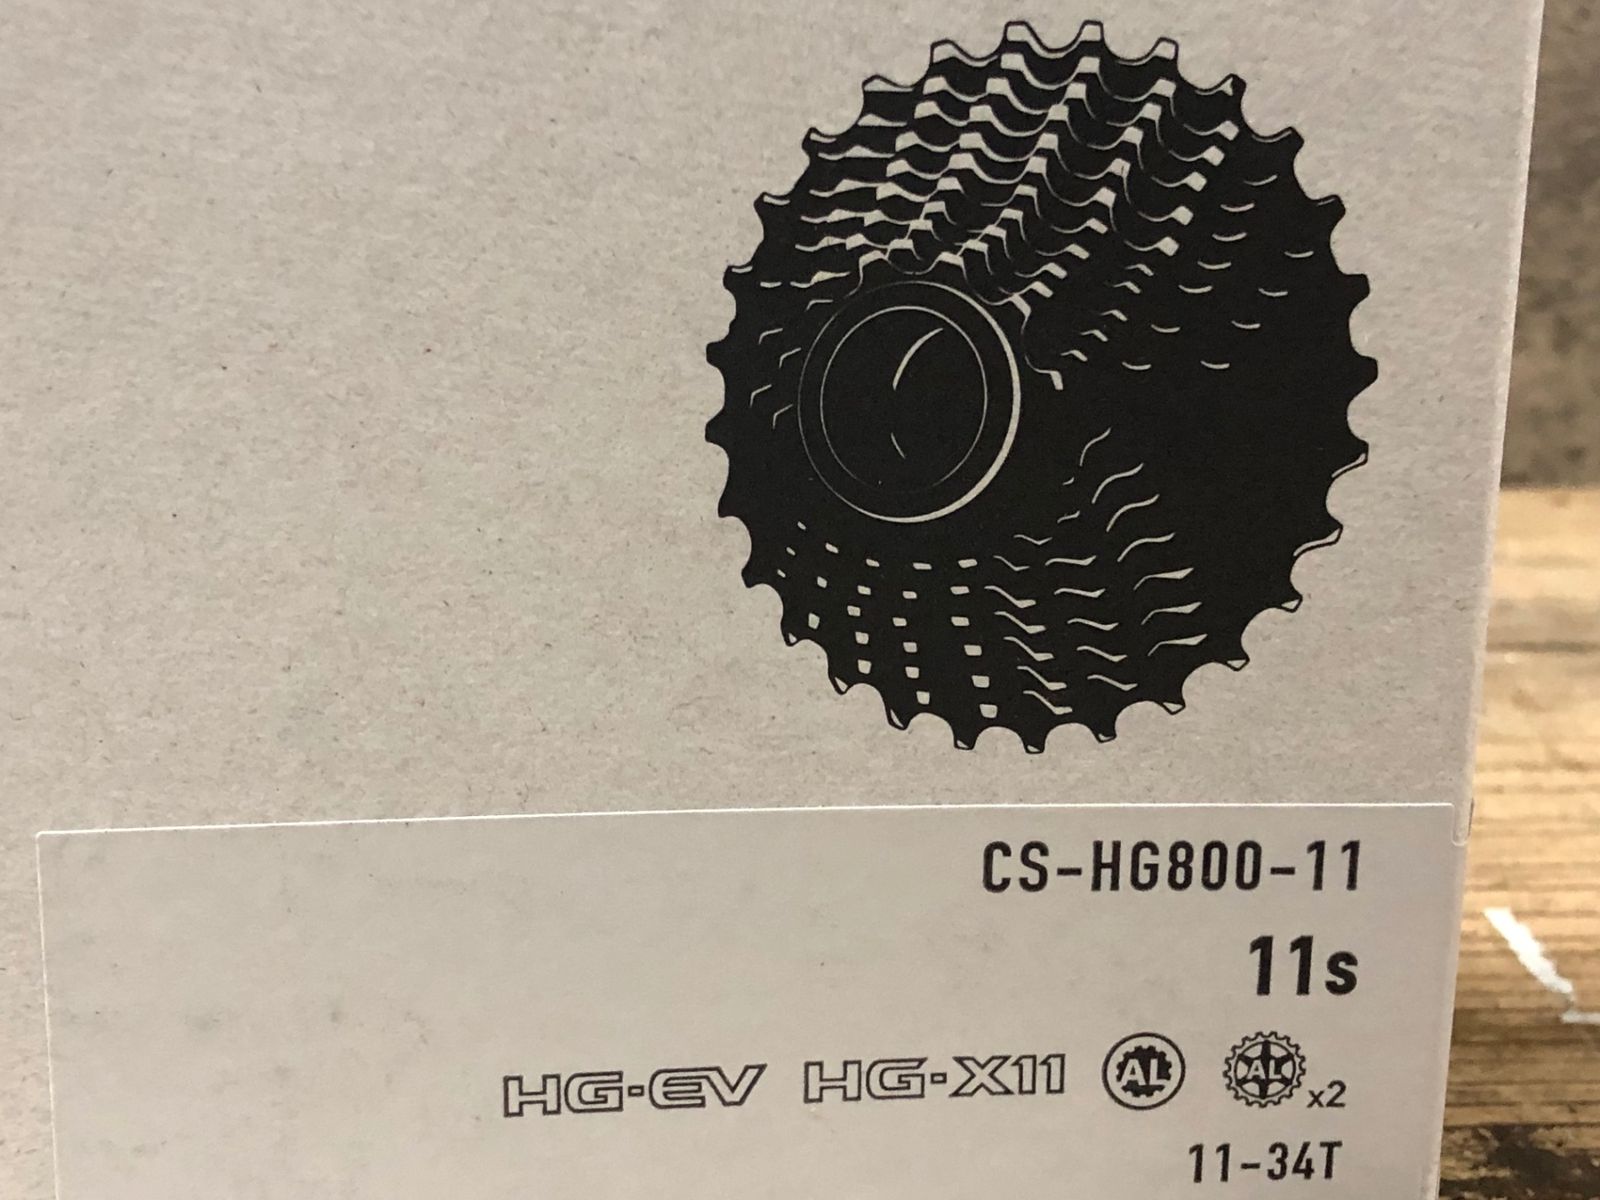 CS-HG800-11
11s
HG-EV HG-X11 AL AL x2
11-34T